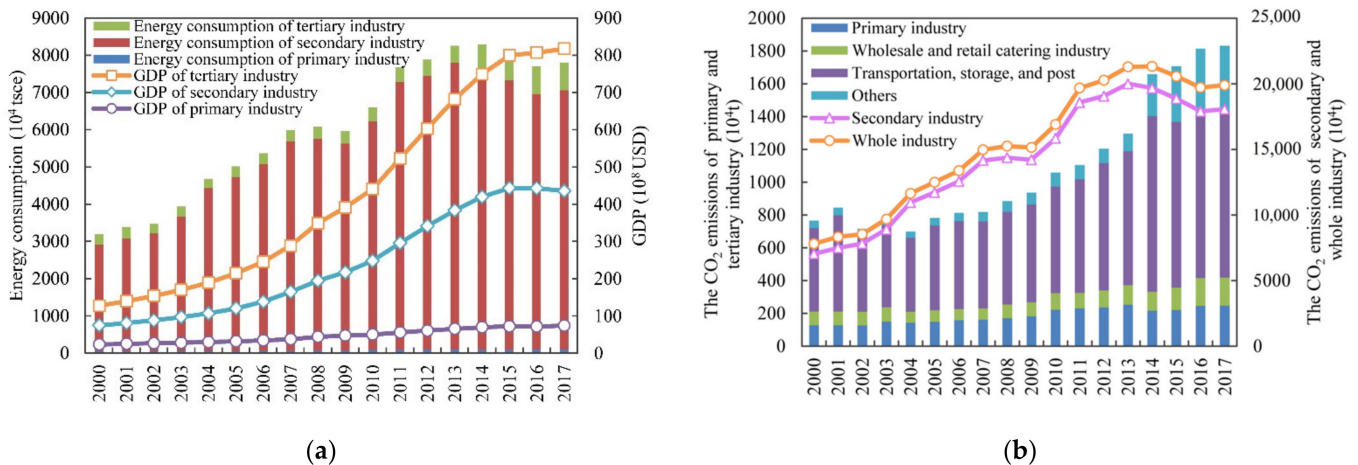 9000
8000
7000
6000
5000
4000
3000
2000
1000
0
Energy consumption (10⁴ tsce)
Energy consumption of tertiary industry
Energy consumption of secondary industry
Energy consumption of primary industry
GDP of tertiary industry
GDP of secondary industry
GDP of primary industry
900
800
700
600
500
400
300
200
100
0
GDP (10⁸ USD)
2000 2001 2002 2003 2004 2005 2006 2007 2008 2009 2010 2011 2012 2013 2014 2015 2016 2017
(a)
The CO₂ emissions of primary and
tertiary industry (10⁴t)
2000
1800
1600
1400
1200
1000
800
600
400
200
0
Primary industry
Wholesale and retail catering industry
Transportation, storage, and post
Others
Secondary industry
Whole industry
25,000
20,000
15,000
10,000
5000
0
The CO₂ emissions of secondary and
whole industry (10⁴t)
2000 2001 2002 2003 2004 2005 2006 2007 2008 2009 2010 2011 2012 2013 2014 2015 2016 2017
(b)